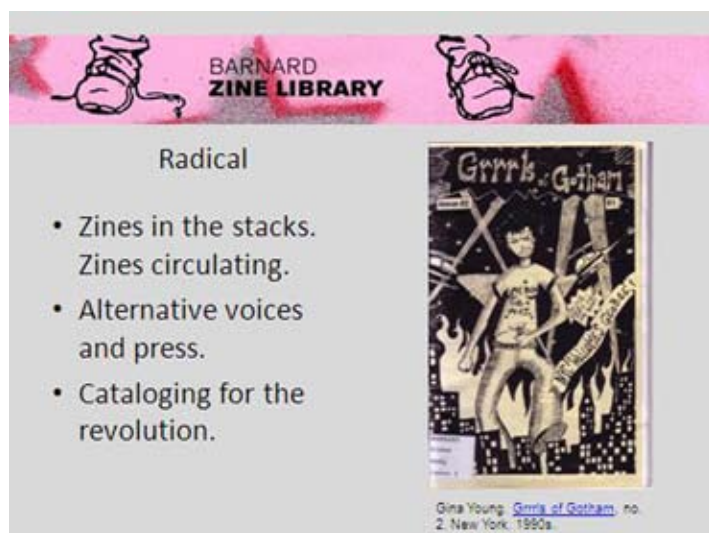 BARNARD
ZINE LIBRARY
Radical
• Zines in the stacks.
Zines circulating.
• Alternative voices
and press.
• Cataloging for the
revolution.
Grrrls of Gotham
Gina Young. Grrrls of Gotham, no.
2. New York, 1990s.